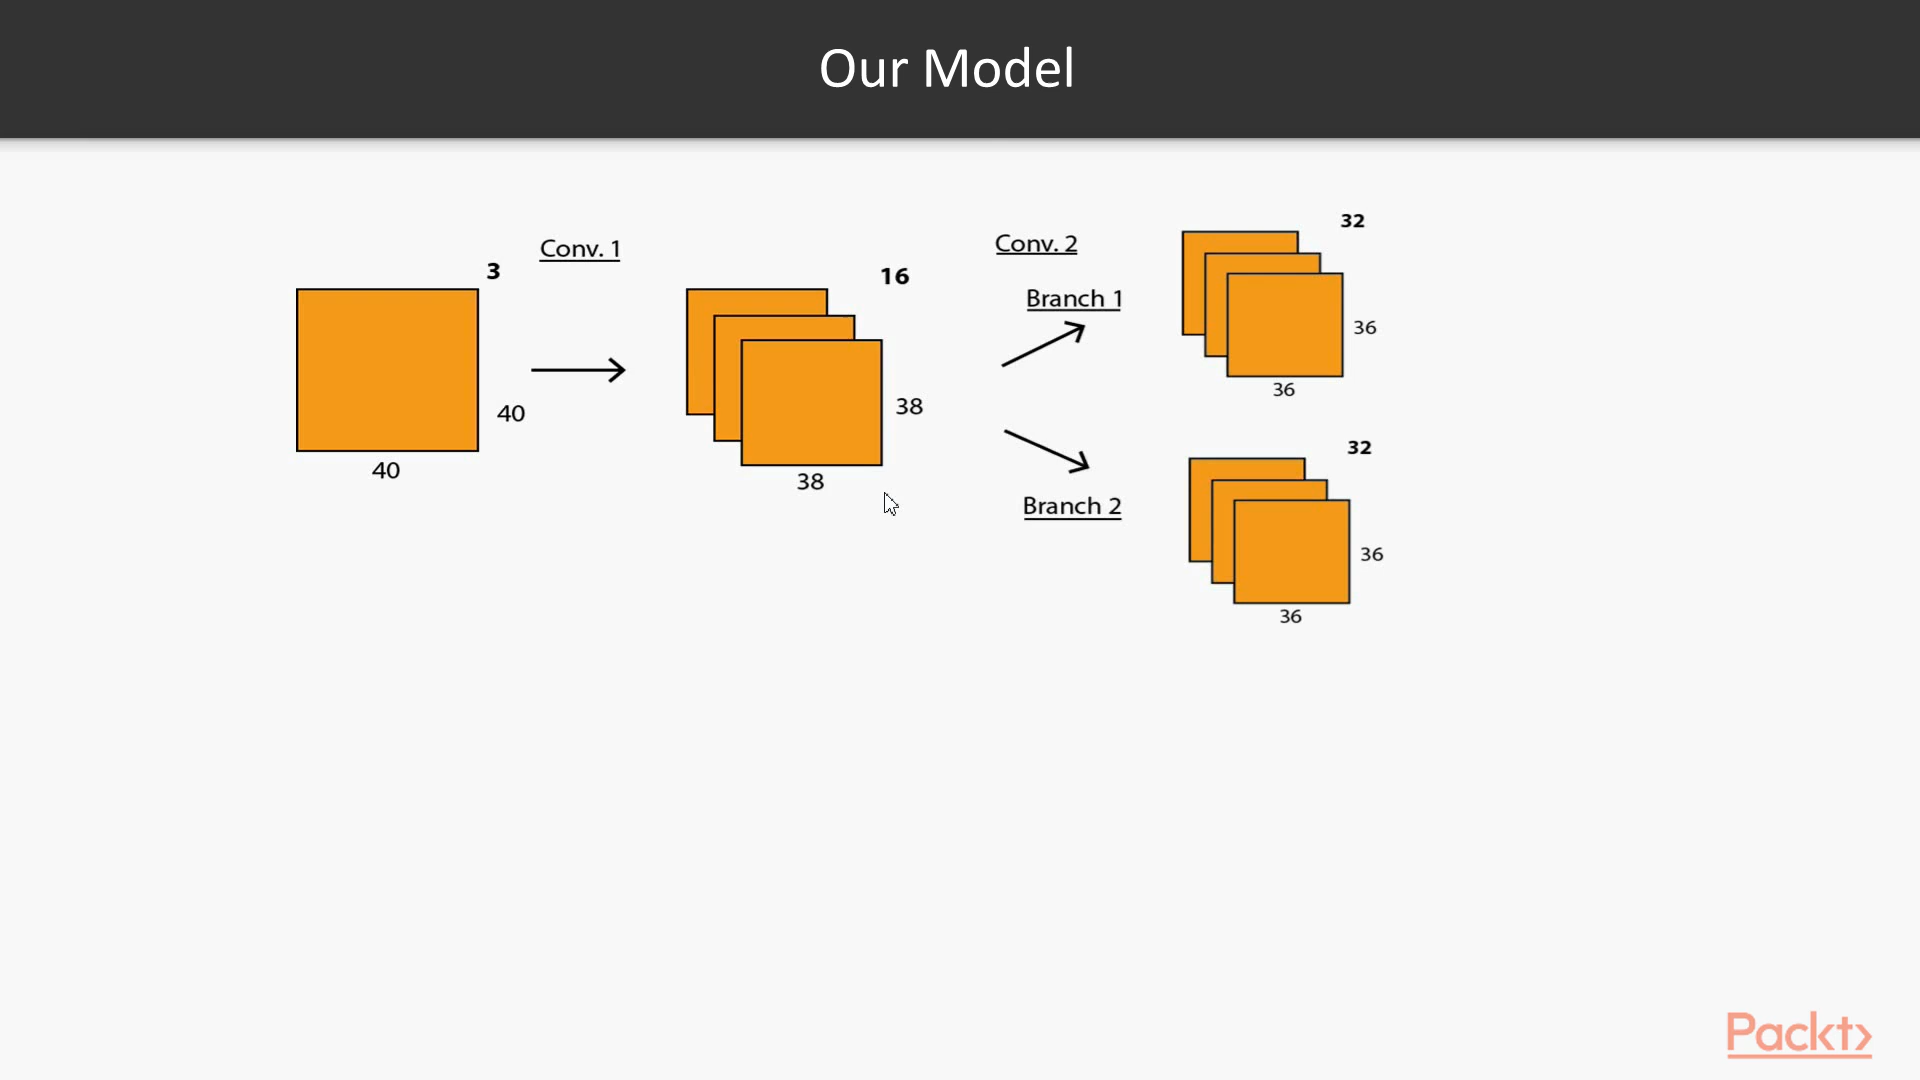 Our Model
Conv. 1
3
40
40
16
38
38
Conv. 2
Branch 1
32
36
36
Branch 2
32
36
36
Packt>